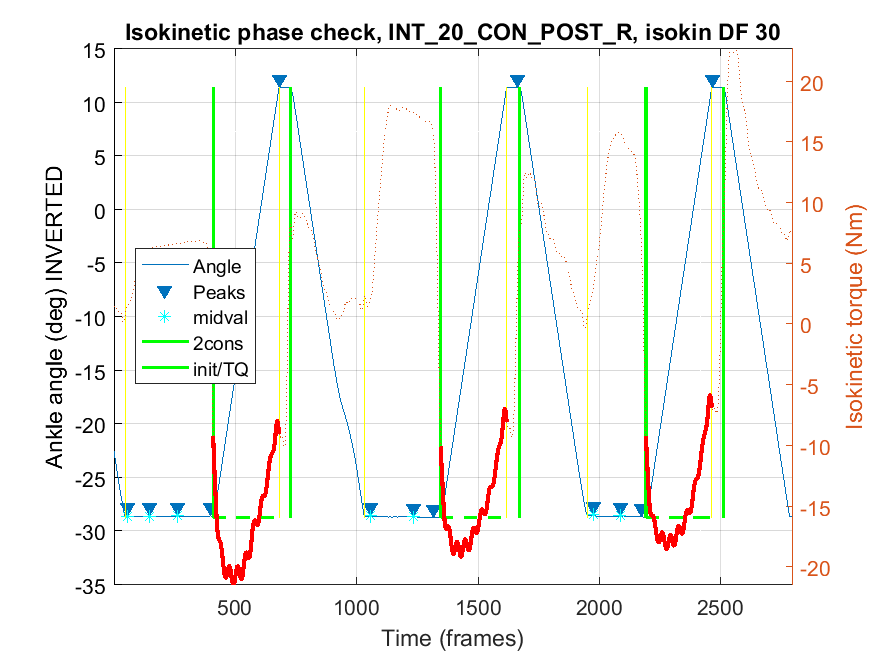 Isokinetic phase check, INT_20_CON_POST_R, isokin DF 30
Ankle angle (deg) INVERTED
15
10
5
0
-5
-10
-15
-20
-25
-30
-35
Angle
Peaks
midval
2cons
init/TQ
20
15
10
5
0
-5
-10
-15
-20
Isokinetic torque (Nm)
500
1000
1500
2000
2500
Time (frames)